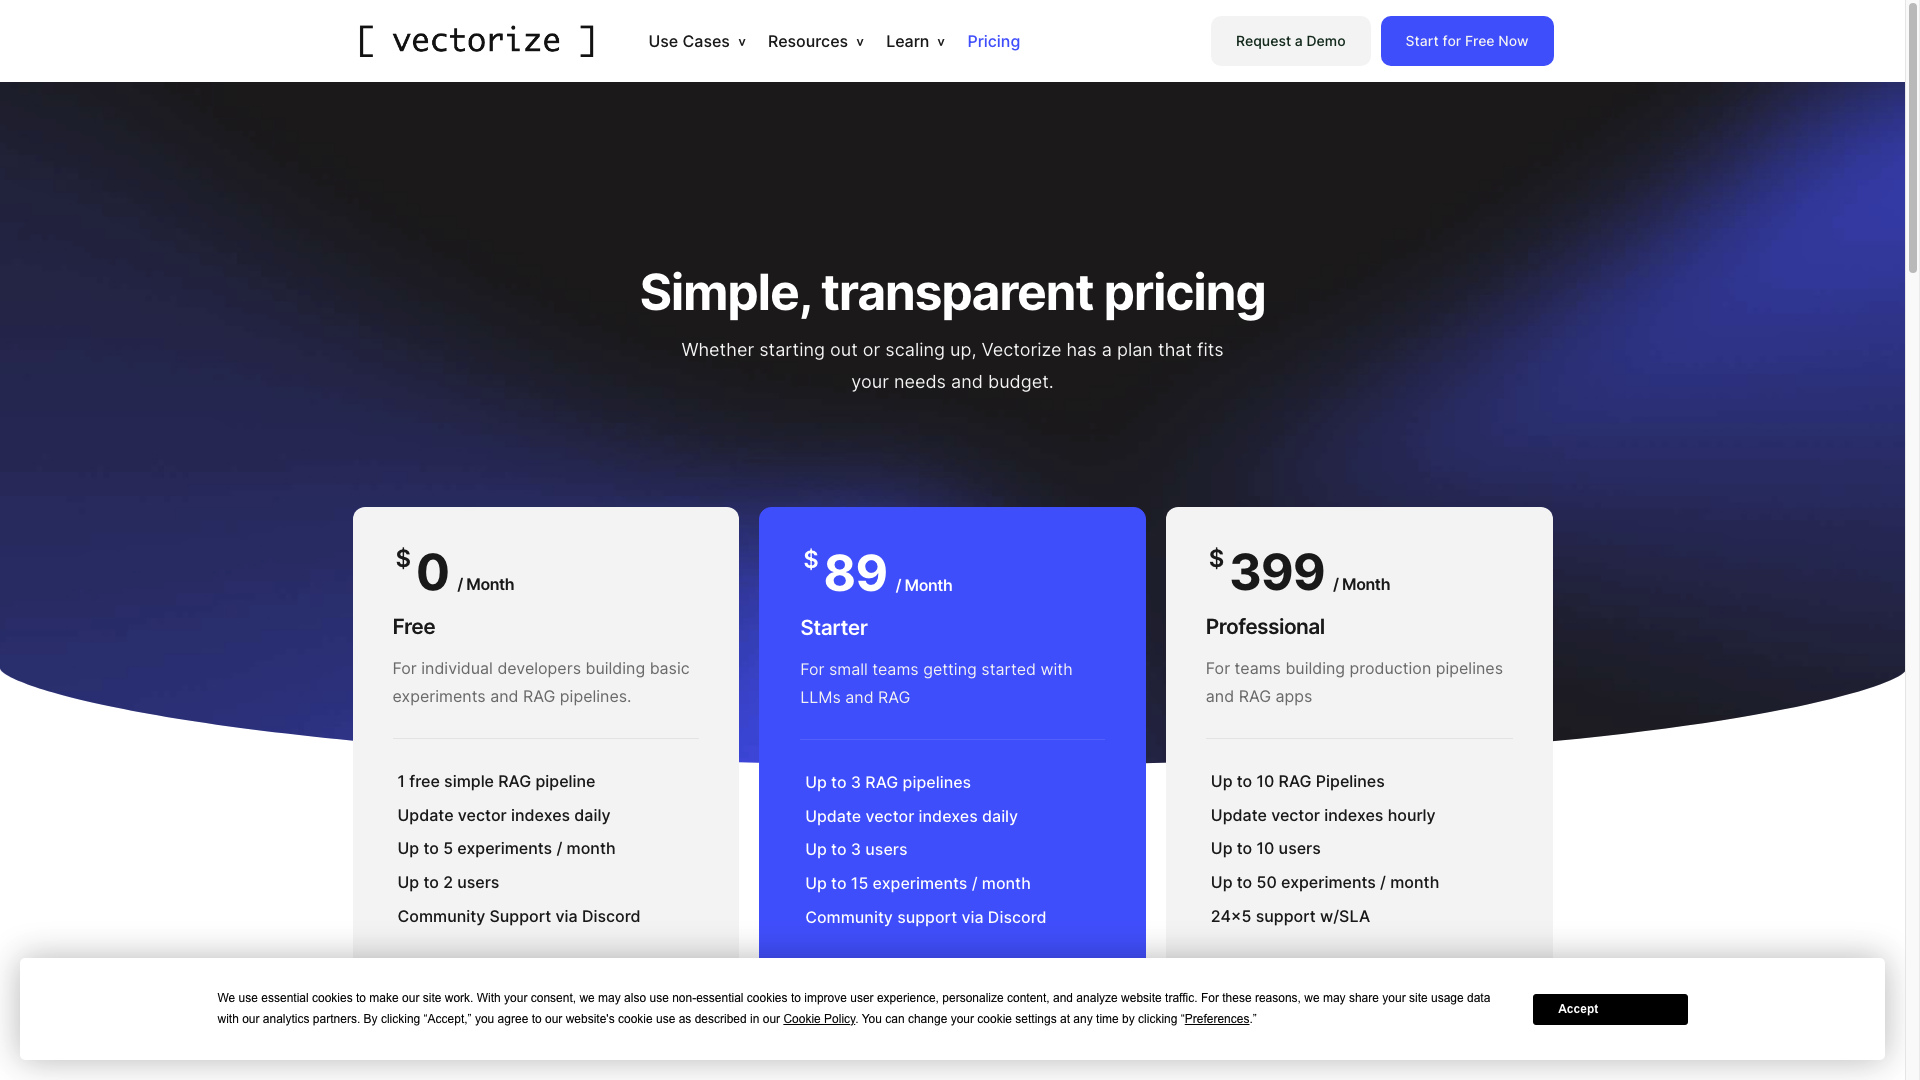 [ vectorize ]
Use Cases v
Resources v
Learn v
Pricing
Request a Demo
Start for Free Now
Simple, transparent pricing
Whether starting out or scaling up, Vectorize has a plan that fits
your needs and budget.
$0 / Month
Free
For individual developers building basic
experiments and RAG pipelines.
1 free simple RAG pipeline
Update vector indexes daily
Up to 5 experiments / month
Up to 2 users
Community Support via Discord
$89 / Month
Starter
For small teams getting started with
LLMs and RAG
Up to 3 RAG pipelines
Update vector indexes daily
Up to 3 users
Up to 15 experiments / month
Community support via Discord
$399 / Month
Professional
For teams building production pipelines
and RAG apps
Up to 10 RAG Pipelines
Update vector indexes hourly
Up to 10 users
Up to 50 experiments / month
24×5 support w/SLA
We use essential cookies to make our site work. With your consent, we may also use non-essential cookies to improve user experience, personalize content, and analyze website traffic. For these reasons, we may share your site usage data
with our analytics partners. By clicking “Accept,” you agree to our website's cookie use as described in our Cookie Policy. You can change your cookie settings at any time by clicking “Preferences.”
Accept